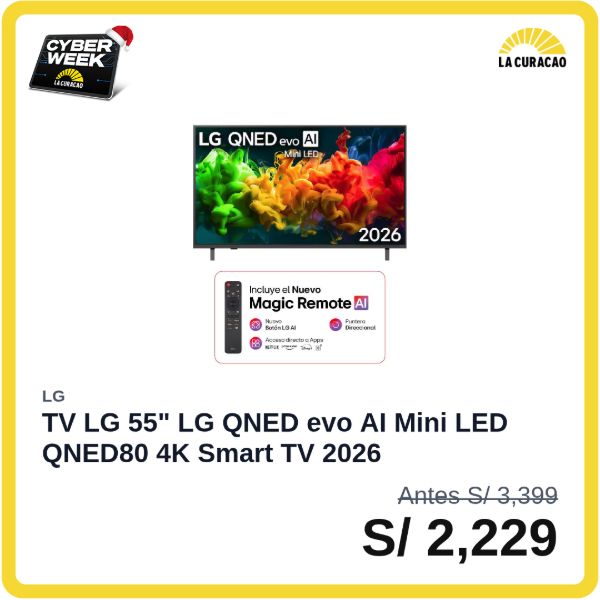 CYBER
WEEK
LA CURACAO
LA CURACAO
LG QNED evo AI
Mini LED
2026
Incluye el Nuevo
Magic Remote AI
Nuevo
Botón LG AI
Puntero
Direccional
Acceso directo a Apps
NETFLIX
LG
TV LG 55" LG QNED evo AI Mini LED
QNED80 4K Smart TV 2026
Antes S/ 3,399
S/ 2,229